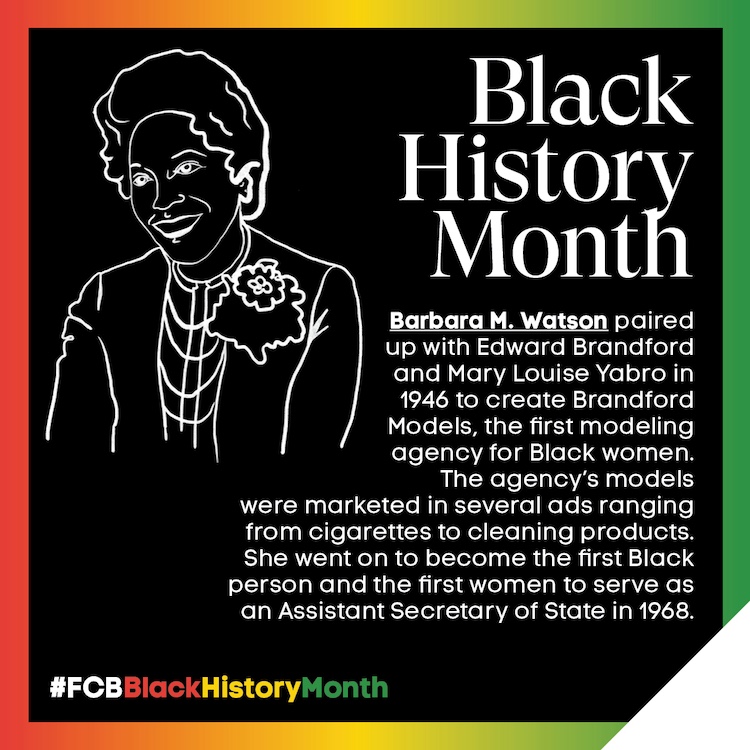 Black
History
Month
Barbara M. Watson paired
up with Edward Brandford
and Mary Louise Yabro in
1946 to create Brandford
Models, the first modeling
agency for Black women.
The agency’s models
were marketed in several ads ranging
from cigarettes to cleaning products.
She went on to become the first Black
person and the first women to serve as
an Assistant Secretary of State in 1968.
#FCBBlackHistoryMonth